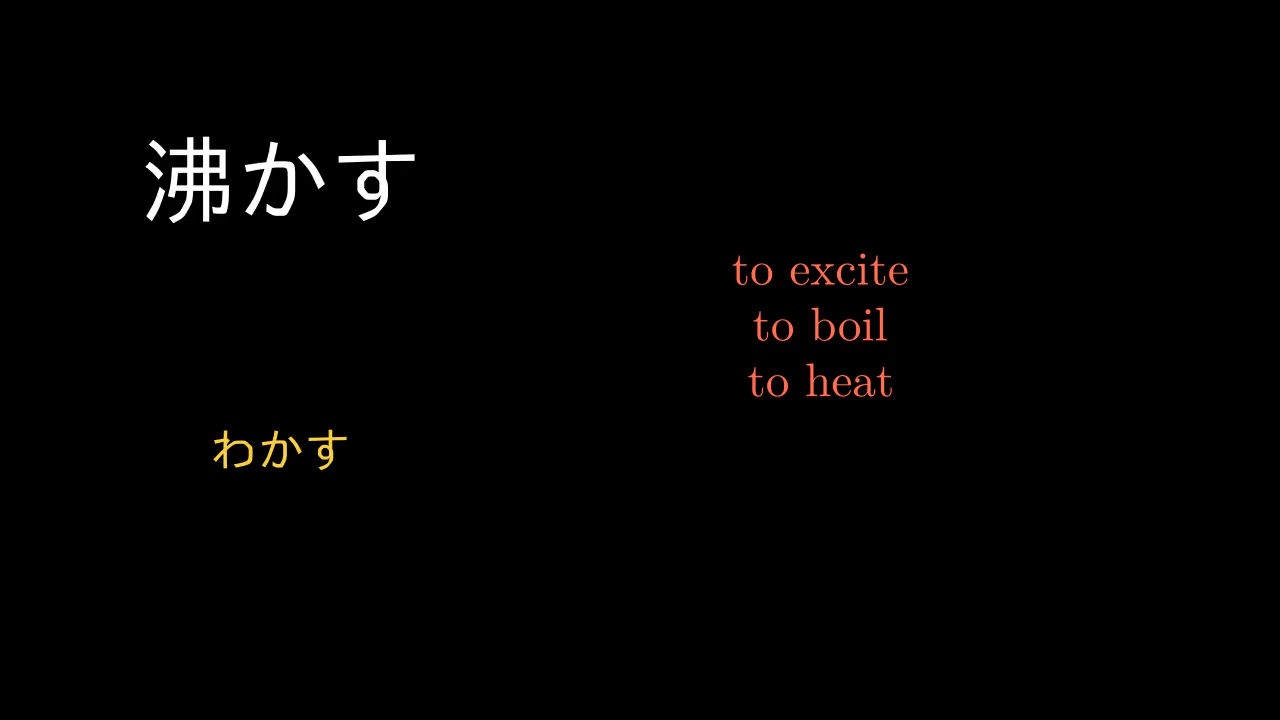 沸かす
to excite
to boil
to heat
わかす